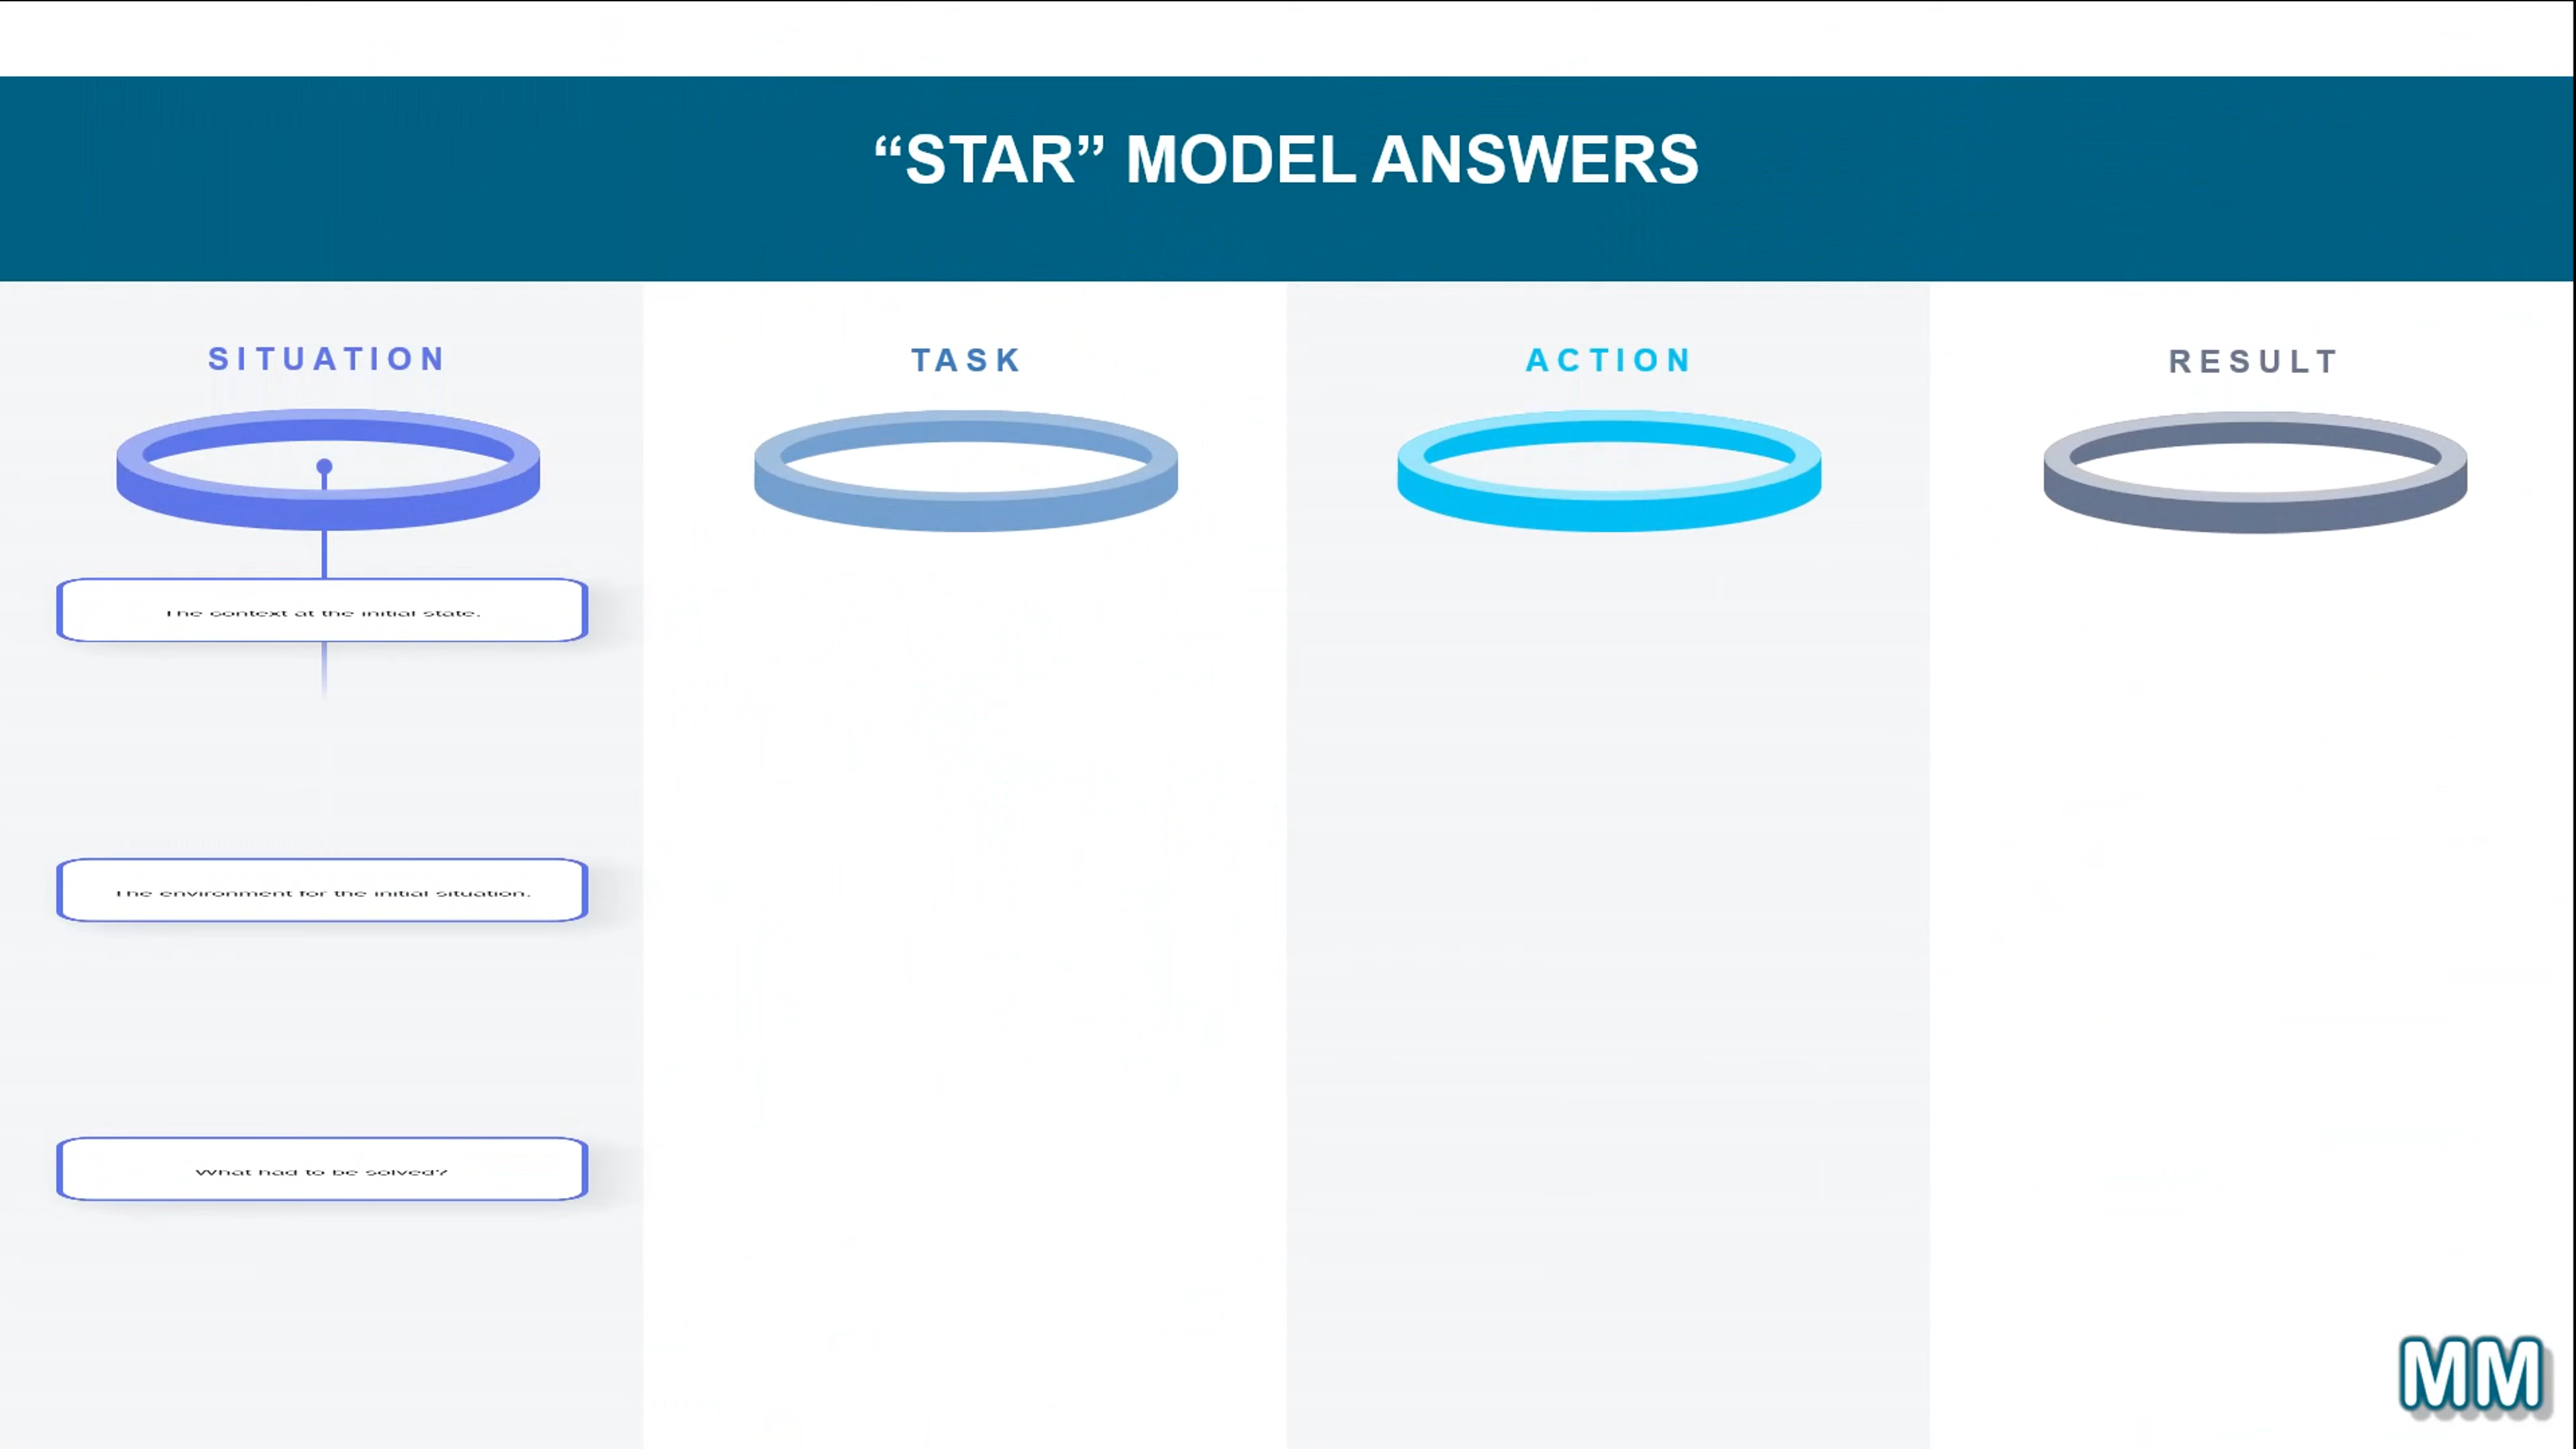 “STAR” MODEL ANSWERS
SITUATION
TASK
ACTION
RESULT
The context at the initial state.
The environment for the initial situation.
What had to be solved?
MM